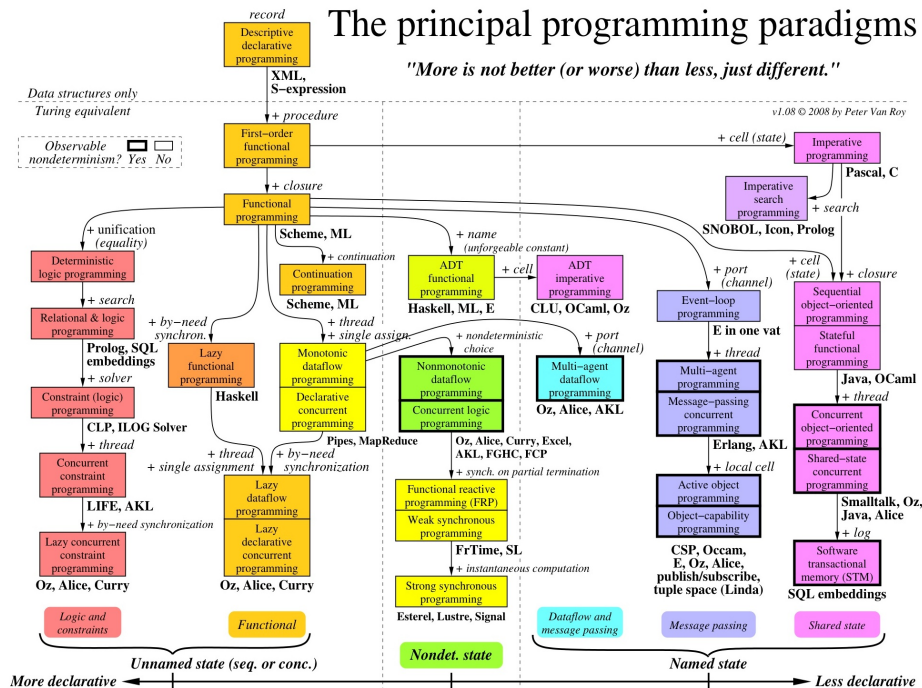 The principal programming paradigms
"More is not better (or worse) than less, just different."
v1.08 © 2008 by Peter Van Roy
record
Descriptive
declarative
programming
XML,
S−expression
Data structures only
Turing equivalent
+ procedure
Observable
nondeterminism? Yes No
First−order
functional
programming
+ cell (state)
Imperative
programming
Pascal, C
+ closure
Imperative
search
programming
+ search
SNOBOL, Icon, Prolog
Functional
programming
Scheme, ML
+ unification
(equality)
+ continuation
Continuation
programming
Scheme, ML
+ name
(unforgeable constant)
ADT
functional
programming
Haskell, ML, E
+ cell
ADT
imperative
programming
CLU, OCaml, Oz
+ port
(channel)
Event−loop
programming
E in one vat
+ cell
(state)
+ closure
Sequential
object−oriented
programming
Stateful
functional
programming
Java, OCaml
Deterministic
logic programming
+ search
Relational & logic
programming
Prolog, SQL
embeddings
+ solver
Constraint (logic)
programming
CLP, ILOG Solver
+ thread
Concurrent
constraint
programming
LIFE, AKL
+ by−need synchronization
Lazy concurrent
constraint
programming
Oz, Alice, Curry
+ by−need
synchron.
Lazy
functional
programming
Haskell
+ thread
+ single assignment
+ thread
+ single assign.
Monotonic
dataflow
programming
Declarative
concurrent
programming
Pipes, MapReduce
+ by−need
synchronization
Lazy
dataflow
programming
Lazy
declarative
concurrent
programming
Oz, Alice, Curry
+ nondeterministic
choice
Nonmonotonic
dataflow
programming
Concurrent logic
programming
Oz, Alice, Curry, Excel,
AKL, FGHC, FCP
+ synch. on partial termination
Functional reactive
programming (FRP)
Weak synchronous
programming
FrTime, SL
+ instantaneous computation
Strong synchronous
programming
Esterel, Lustre, Signal
+ port
(channel)
Multi−agent
dataflow
programming
Oz, Alice, AKL
+ thread
Multi−agent
programming
Message−passing
concurrent
programming
Erlang, AKL
+ local cell
Active object
programming
Object−capability
programming
CSP, Occam,
E, Oz, Alice,
publish/subscribe,
tuple space (Linda)
+ thread
Concurrent
object−oriented
programming
Shared−state
concurrent
programming
Smalltalk, Oz,
Java, Alice
+ log
Software
transactional
memory (STM)
SQL embeddings
Logic and
constraints
Functional
Dataflow and
message passing
Message passing
Shared state
Unnamed state (seq. or conc.)
Nondet. state
Named state
More declarative
Less declarative